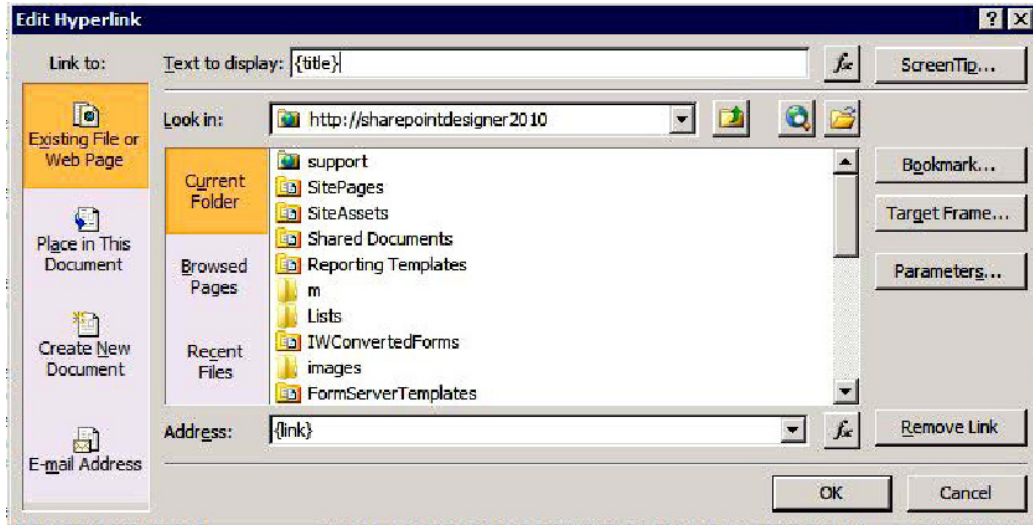 Edit Hyperlink
Link to:
Text to display: {title}
ScreenTip...
Existing File or
Web Page
Look in:
http://sharepointdesigner2010
Current
Folder
support
SitePages
SiteAssets
Shared Documents
Reporting Templates
m
Lists
IWConvertedForms
images
FormServerTemplates
Bookmark...
Target Frame...
Parameters...
Place in This
Document
Browsed
Pages
Create New
Document
Recent
Files
Address: {link}
Remove Link
E-mail Address
OK
Cancel